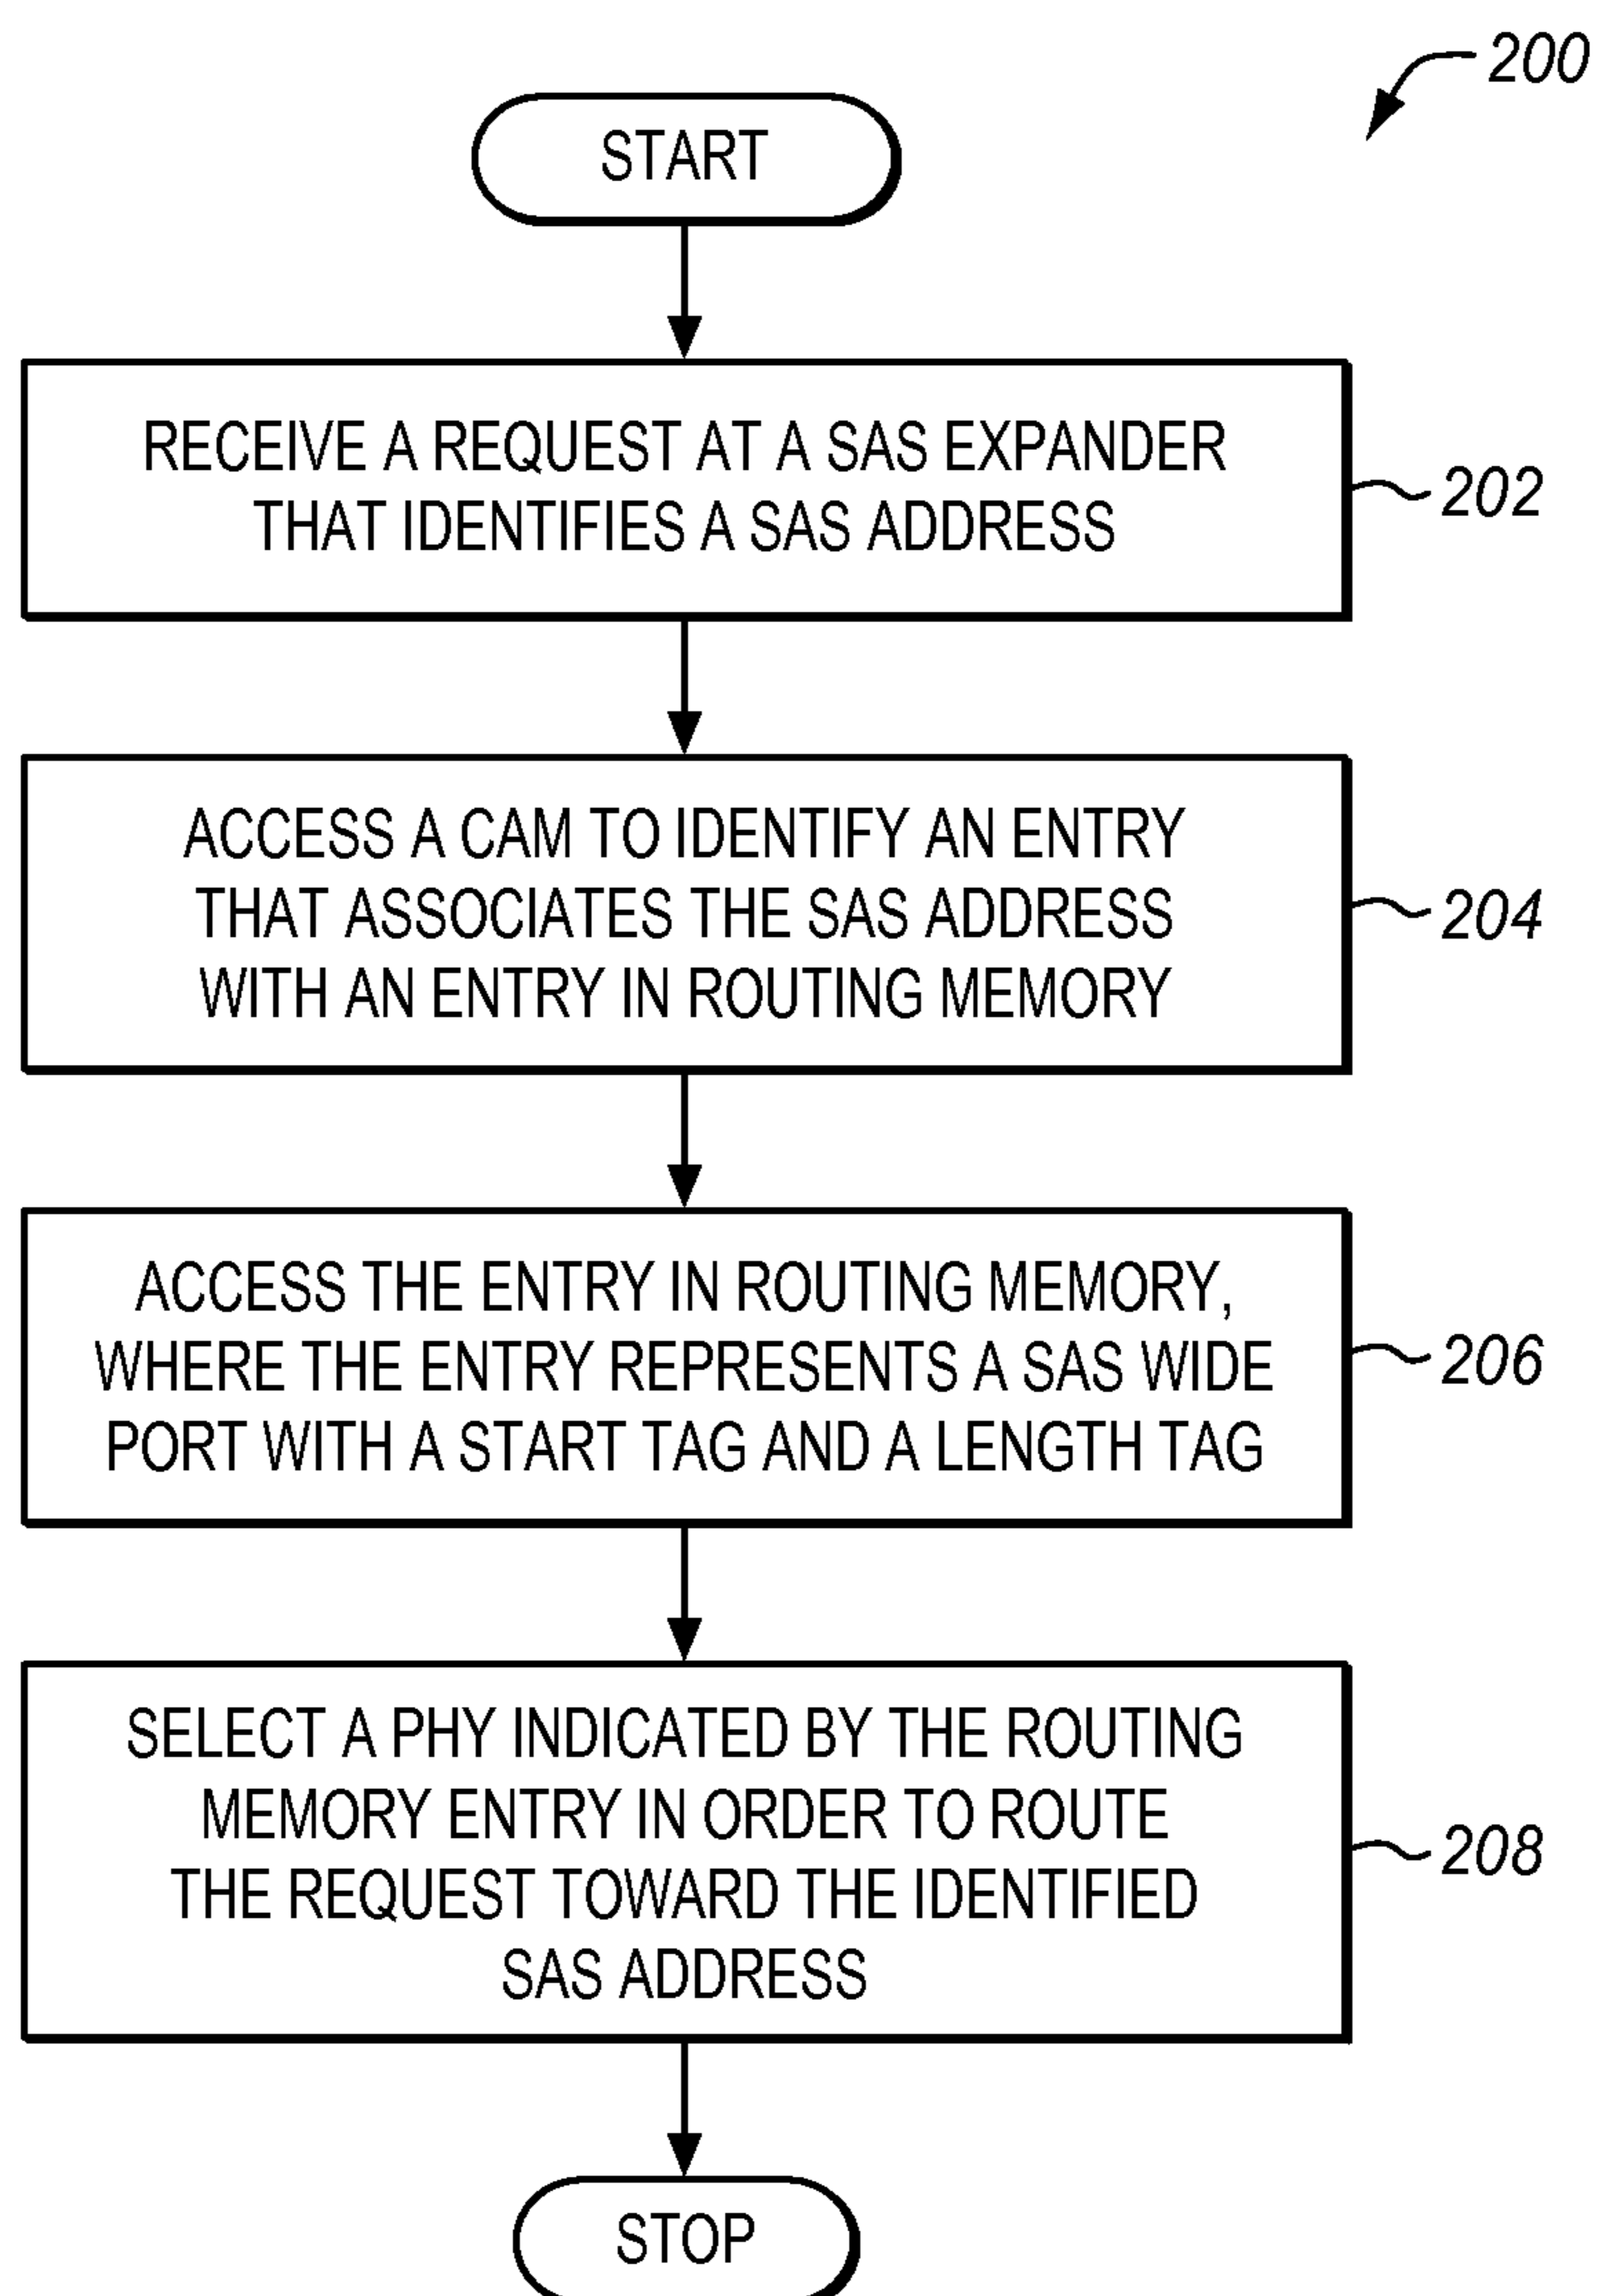 200
START
RECEIVE A REQUEST AT A SAS EXPANDER
THAT IDENTIFIES A SAS ADDRESS
202
ACCESS A CAM TO IDENTIFY AN ENTRY
THAT ASSOCIATES THE SAS ADDRESS
WITH AN ENTRY IN ROUTING MEMORY
204
ACCESS THE ENTRY IN ROUTING MEMORY,
WHERE THE ENTRY REPRESENTS A SAS WIDE
PORT WITH A START TAG AND A LENGTH TAG
206
SELECT A PHY INDICATED BY THE ROUTING
MEMORY ENTRY IN ORDER TO ROUTE
THE REQUEST TOWARD THE IDENTIFIED
SAS ADDRESS
208
STOP